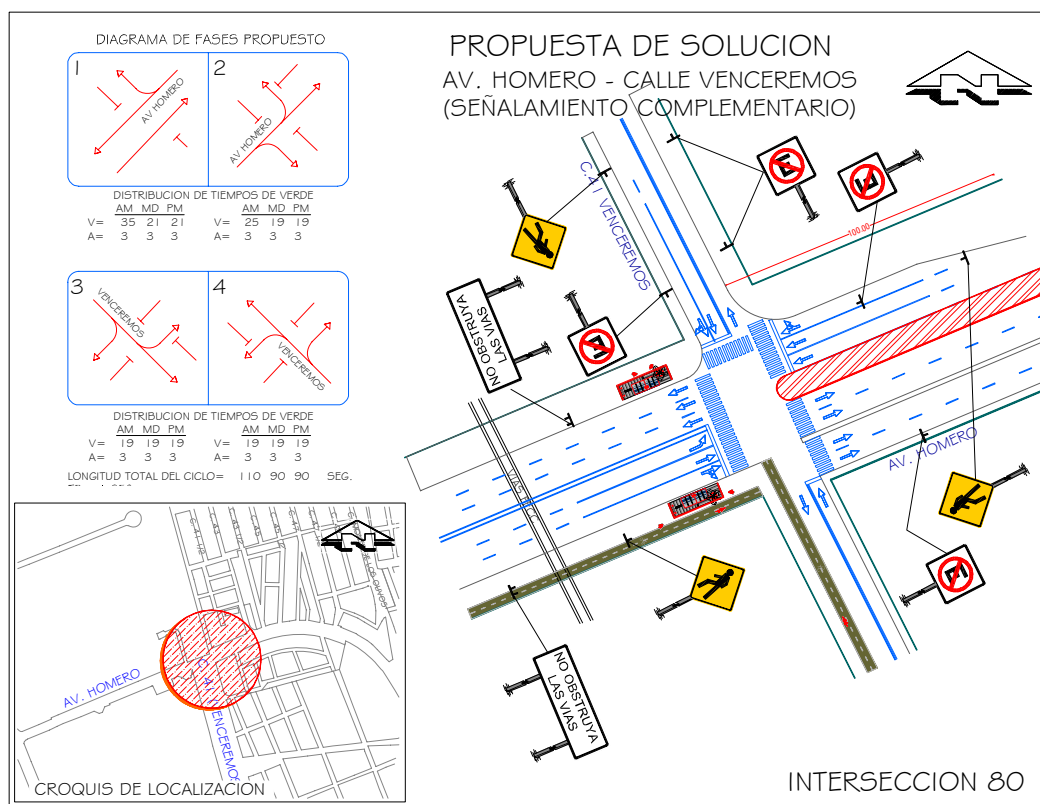 PROPUESTA DE SOLUCION
AV. HOMERO - CALLE VENCEREMOS
(SEÑALAMIENTO COMPLEMENTARIO)
N
DIAGRAMA DE FASES PROPUESTO
1
AV HOMERO
2
AV HOMERO
DISTRIBUCION DE TIEMPOS DE VERDE
AM MD PM
V= 35 21 21
A= 3 3 3
AM MD PM
V= 25 19 19
A= 3 3 3
3
VENCEREMOS
4
VENCEREMOS
DISTRIBUCION DE TIEMPOS DE VERDE
AM MD PM
V= 19 19 19
A= 3 3 3
AM MD PM
V= 19 19 19
A= 3 3 3
LONGITUD TOTAL DEL CICLO= 110 90 90 SEG.
C.41 VENCEREMOS
100.00
E
E
E
E
NO OBSTRUYA
LAS VIAS
VIAS
AV. HOMERO
NO OBSTRUYA
LAS VIAS
N
AV. HOMERO
VENCEREMOS
CROQUIS DE LOCALIZACION
INTERSECCION 80